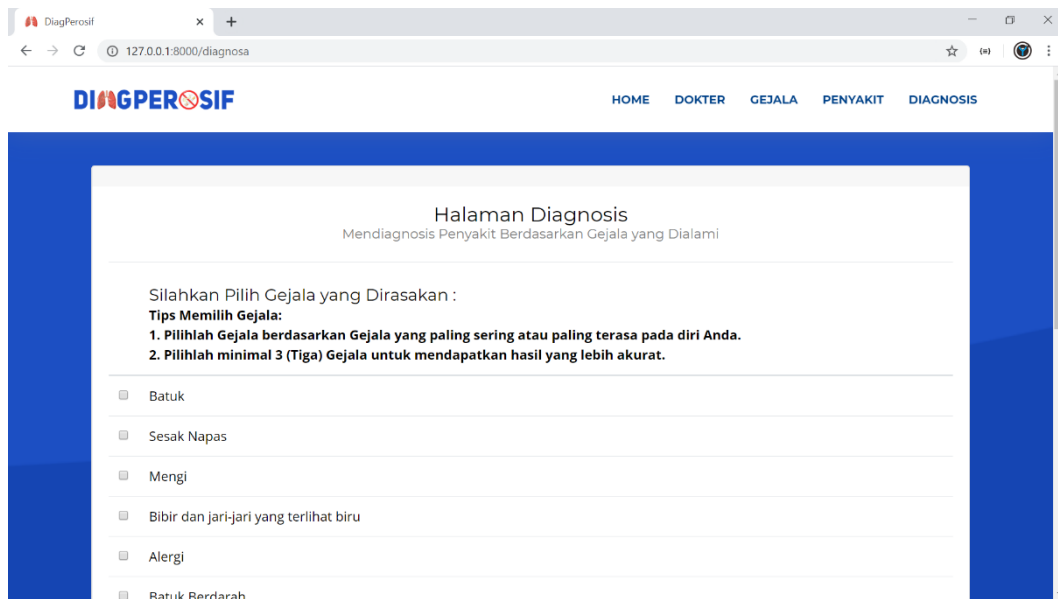 DiagPerosif
127.0.0.1:8000/diagnosa
DIAGPEROSIF
HOME DOKTER GEJALA PENYAKIT DIAGNOSIS
Halaman Diagnosis
Mendiagnosis Penyakit Berdasarkan Gejala yang Dialami
Silahkan Pilih Gejala yang Dirasakan :
Tips Memilih Gejala:
1. Pilihlah Gejala berdasarkan Gejala yang paling sering atau paling terasa pada diri Anda.
2. Pilihlah minimal 3 (Tiga) Gejala untuk mendapatkan hasil yang lebih akurat.
Batuk
Sesak Napas
Mengi
Bibir dan jari-jari yang terlihat biru
Alergi
Batuk Berdarah